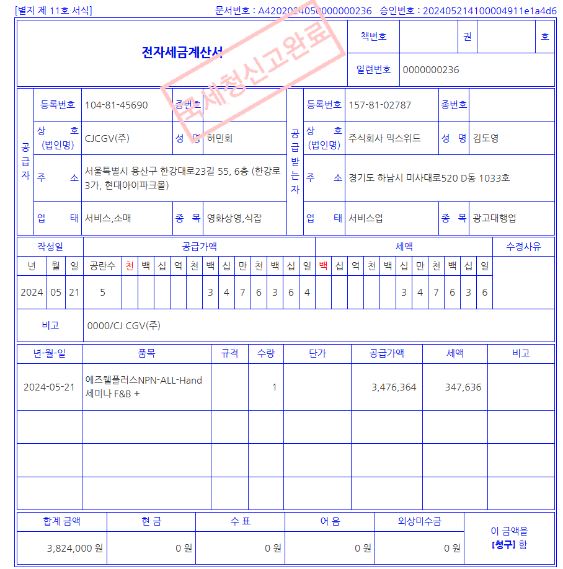 [별지 제 11호 서식] 문서번호 : A4202024050000000236 승인번호 : 202405214100004911e1a4d6
전자세금계산서 책번호 권 호
일련번호 0000000236
국세청신고완료
공급자 등록번호 104-81-45690 종번호
상호(법인명) CJCGV(주) 성명 허민회
주소 서울특별시 용산구 한강대로23길 55, 6층 (한강로
3가, 현대아이파크몰)
업태 서비스,소매 종목 영화상영,식잡
공급받는자 등록번호 157-81-02787 종번호
상호(법인명) 주식회사 믹스위드 성명 김도영
주소 경기도 하남시 미사대로520 D동 1033호
업태 서비스업 종목 광고대행업
작성일 공급가액 세액 수정사유
년 월 일 공란수 천 백 십 억 천 백 십 만 천 백 십 일 백 십 억 천 백 십 만 천 백 십 일
2024 05 21 5 3 4 7 6 3 6 4 3 4 7 6 3 6
비고 0000/CJ CGV(주)
년-월-일 품목 규격 수량 단가 공급가액 세액 비고
2024-05-21 에즈웰플러스NPN-ALL-Hand 1 3,476,364 347,636
세미나 F&B +
합계 금액 현 금 수 표 어 음 외상미수금 이 금액을
3,824,000 원 0 원 0 원 0 원 0 원 [청구] 함